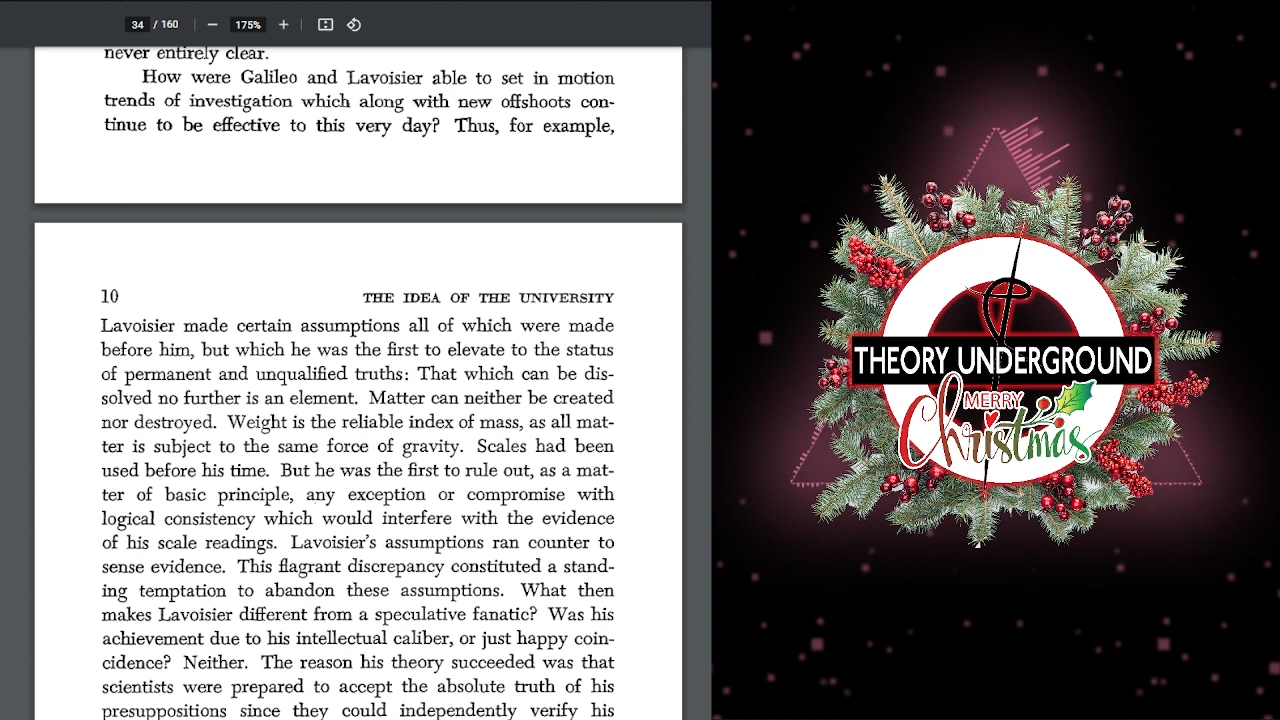 34 / 160
175%
never entirely clear.
How were Galileo and Lavoisier able to set in motion
trends of investigation which along with new offshoots con-
tinue to be effective to this very day? Thus, for example,
10 THE IDEA OF THE UNIVERSITY
Lavoisier made certain assumptions all of which were made
before him, but which he was the first to elevate to the status
of permanent and unqualified truths: That which can be dis-
solved no further is an element. Matter can neither be created
nor destroyed. Weight is the reliable index of mass, as all mat-
ter is subject to the same force of gravity. Scales had been
used before his time. But he was the first to rule out, as a mat-
ter of basic principle, any exception or compromise with
logical consistency which would interfere with the evidence
of his scale readings. Lavoisier's assumptions ran counter to
sense evidence. This flagrant discrepancy constituted a stand-
ing temptation to abandon these assumptions. What then
makes Lavoisier different from a speculative fanatic? Was his
achievement due to his intellectual caliber, or just happy coin-
cidence? Neither. The reason his theory succeeded was that
scientists were prepared to accept the absolute truth of his
presuppositions since they could independently verify his
THEORY UNDERGROUND
MERRY
Christmas